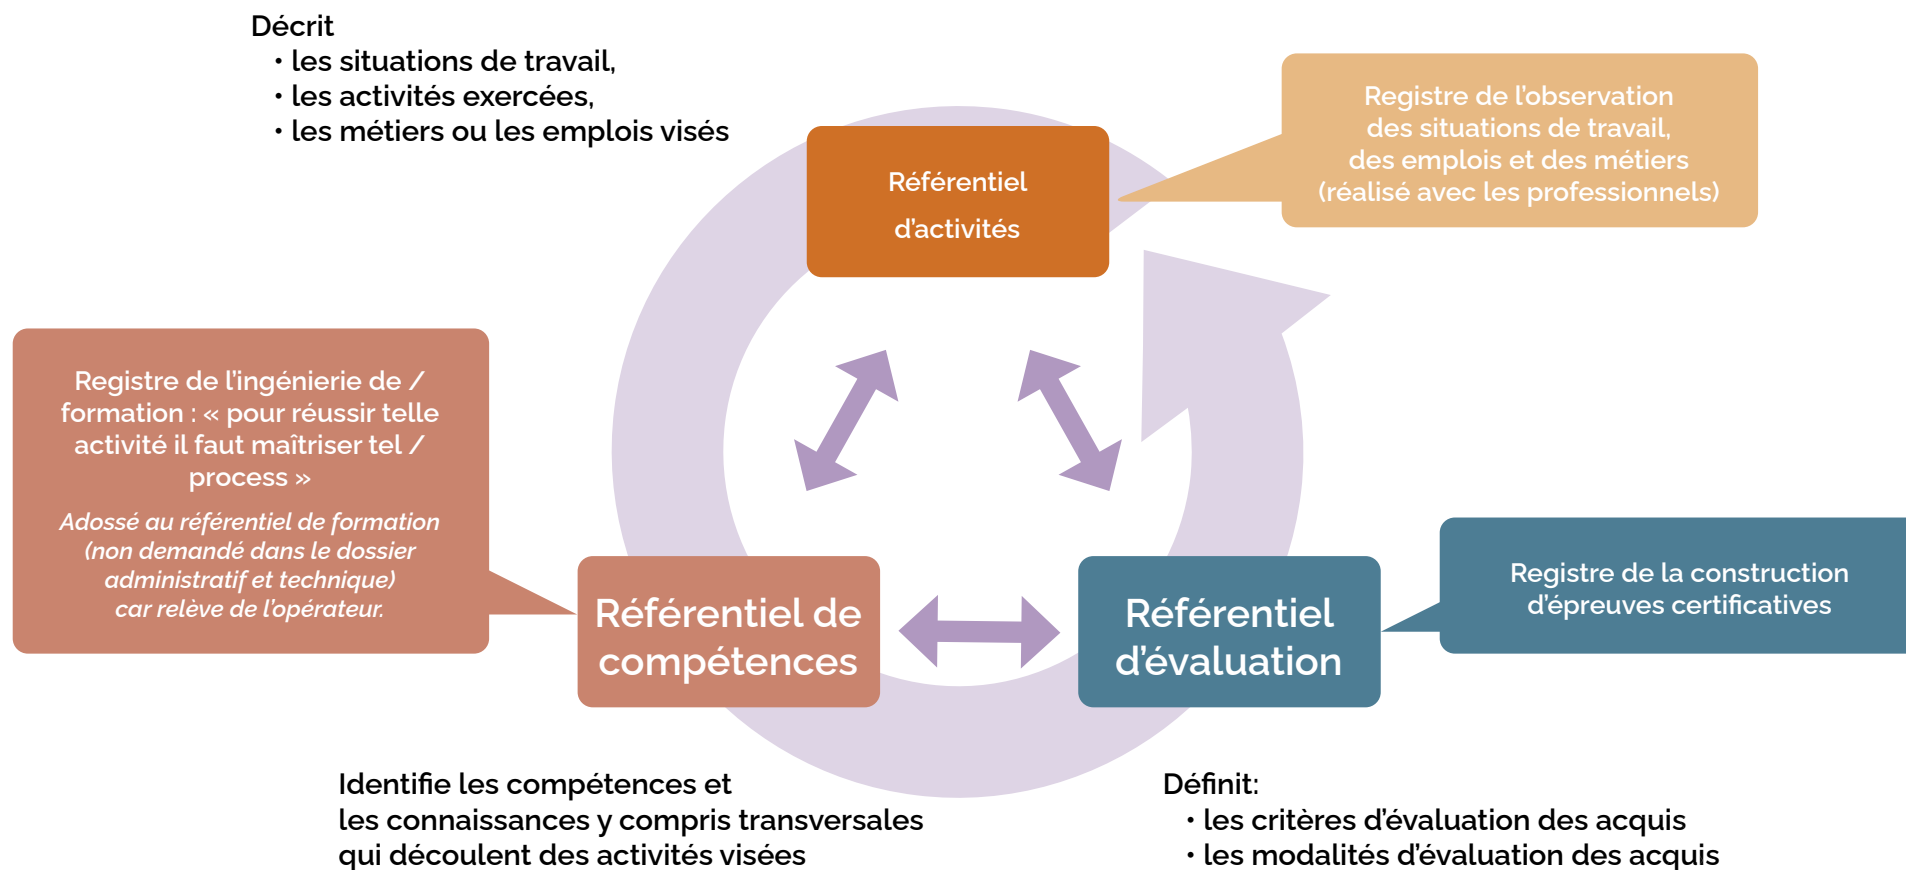 Décrit
• les situations de travail,
• les activités exercées,
• les métiers ou les emplois visés
Référentiel
d'activités
Registre de l'observation
des situations de travail,
des emplois et des métiers
(réalisé avec les professionnels)
Registre de l'ingénierie de /
formation : « pour réussir telle
activité il faut maîtriser tel /
process »
Adossé au référentiel de formation
(non demandé dans le dossier
administratif et technique)
car relève de l'opérateur.
Référentiel de
compétences
Référentiel
d'évaluation
Registre de la construction
d'épreuves certificatives
Identifie les compétences et
les connaissances y compris transversales
qui découlent des activités visées
Définit:
• les critères d'évaluation des acquis
• les modalités d'évaluation des acquis